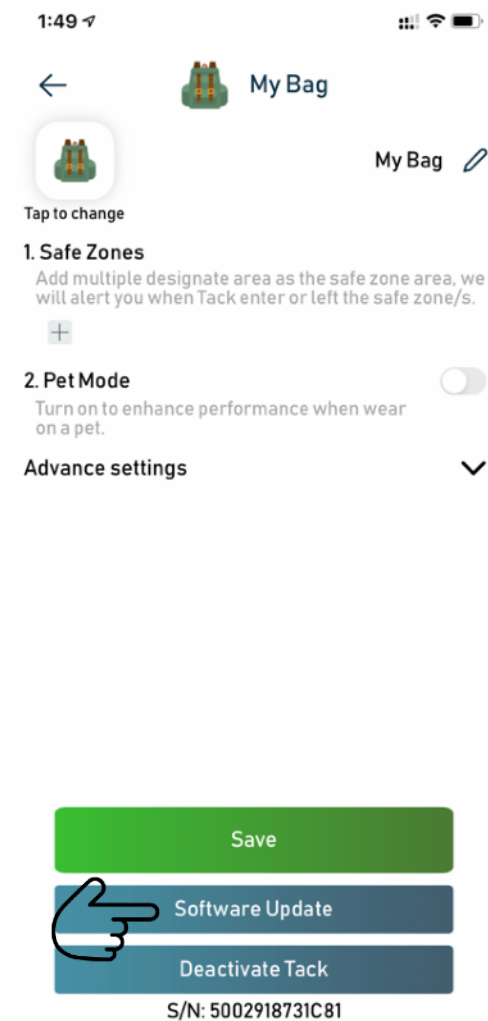 1:49
My Bag
My Bag
Tap to change
1. Safe Zones
Add multiple designate area as the safe zone area, we
will alert you when Tack enter or left the safe zone/s.
2. Pet Mode
Turn on to enhance performance when wear
on a pet.
Advance settings
Save
Software Update
Deactivate Tack
S/N: 5002918731C81